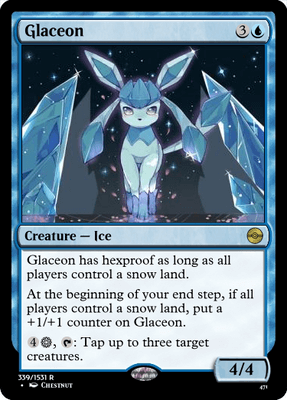 Glaceon 3
Creature — Ice
Glaceon has hexproof as long as all
players control a snow land.
At the beginning of your end step, if all
players control a snow land, put a
+1/+1 counter on Glaceon.
4 , : Tap up to three target
creatures.
4/4
339/1531 R
• Chestnut